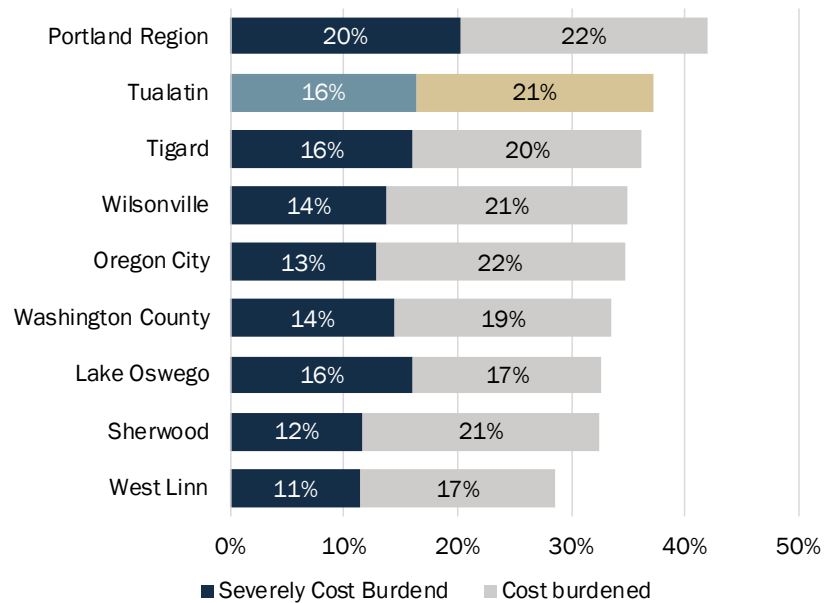 Portland Region 20% 22%
Tualatin 16% 21%
Tigard 16% 20%
Wilsonville 14% 21%
Oregon City 13% 22%
Washington County 14% 19%
Lake Oswego 16% 17%
Sherwood 12% 21%
West Linn 11% 17%
0% 10% 20% 30% 40% 50%
Severely Cost Burdend Cost burdened